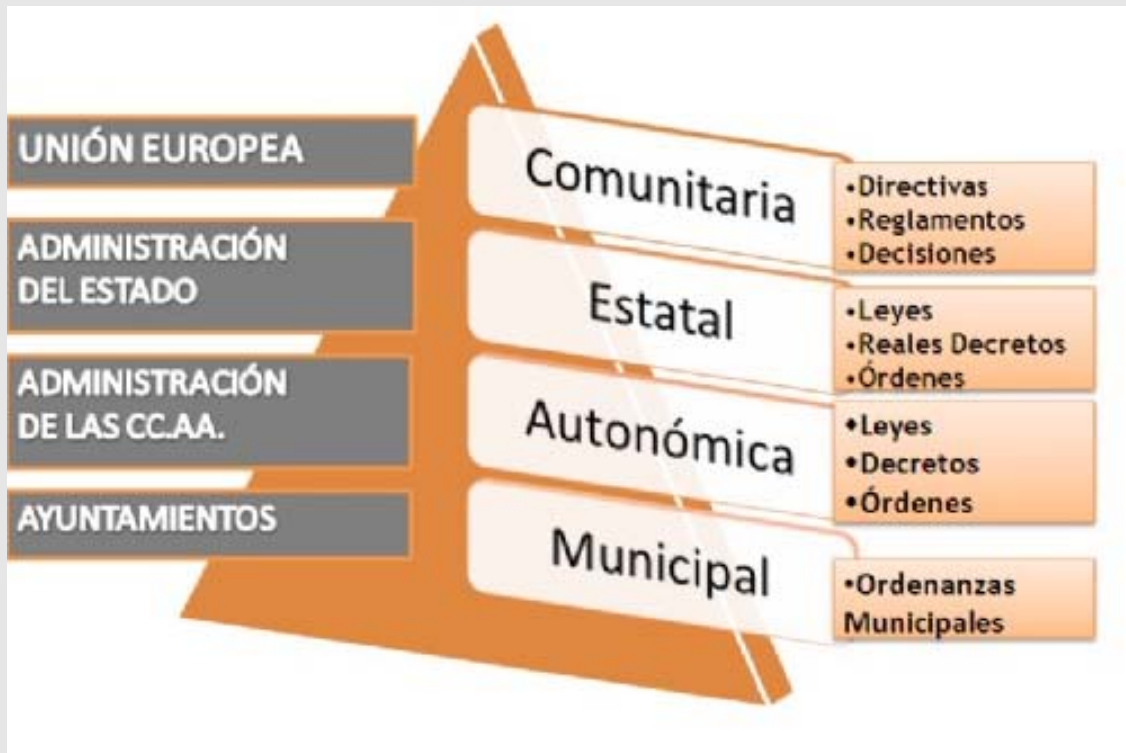 UNIÓN EUROPEA
Comunitaria
•Directivas
•Reglamentos
•Decisiones
ADMINISTRACIÓN
DEL ESTADO
Estatal
•Leyes
•Reales Decretos
•Órdenes
ADMINISTRACIÓN
DE LAS CC.AA.
Autonómica
•Leyes
•Decretos
•Órdenes
AYUNTAMIENTOS
Municipal
•Ordenanzas
Municipales